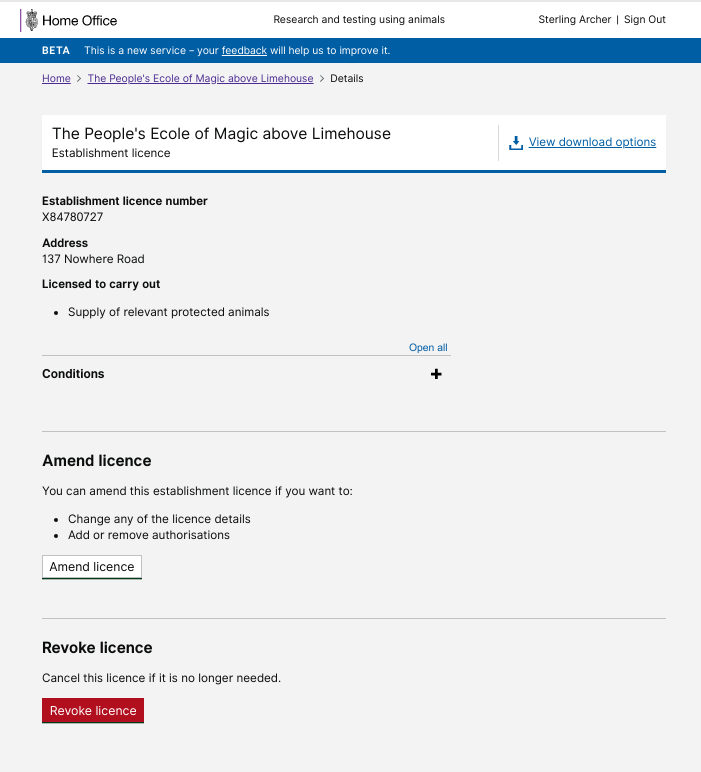 Home Office
Research and testing using animals
Sterling Archer | Sign Out
BETA This is a new service – your feedback will help us to improve it.
Home > The People's Ecole of Magic above Limehouse > Details
The People's Ecole of Magic above Limehouse
Establishment licence
View download options
Establishment licence number
X84780727
Address
137 Nowhere Road
Licensed to carry out
• Supply of relevant protected animals
Open all
Conditions +
Amend licence
You can amend this establishment licence if you want to:
• Change any of the licence details
• Add or remove authorisations
Amend licence
Revoke licence
Cancel this licence if it is no longer needed.
Revoke licence